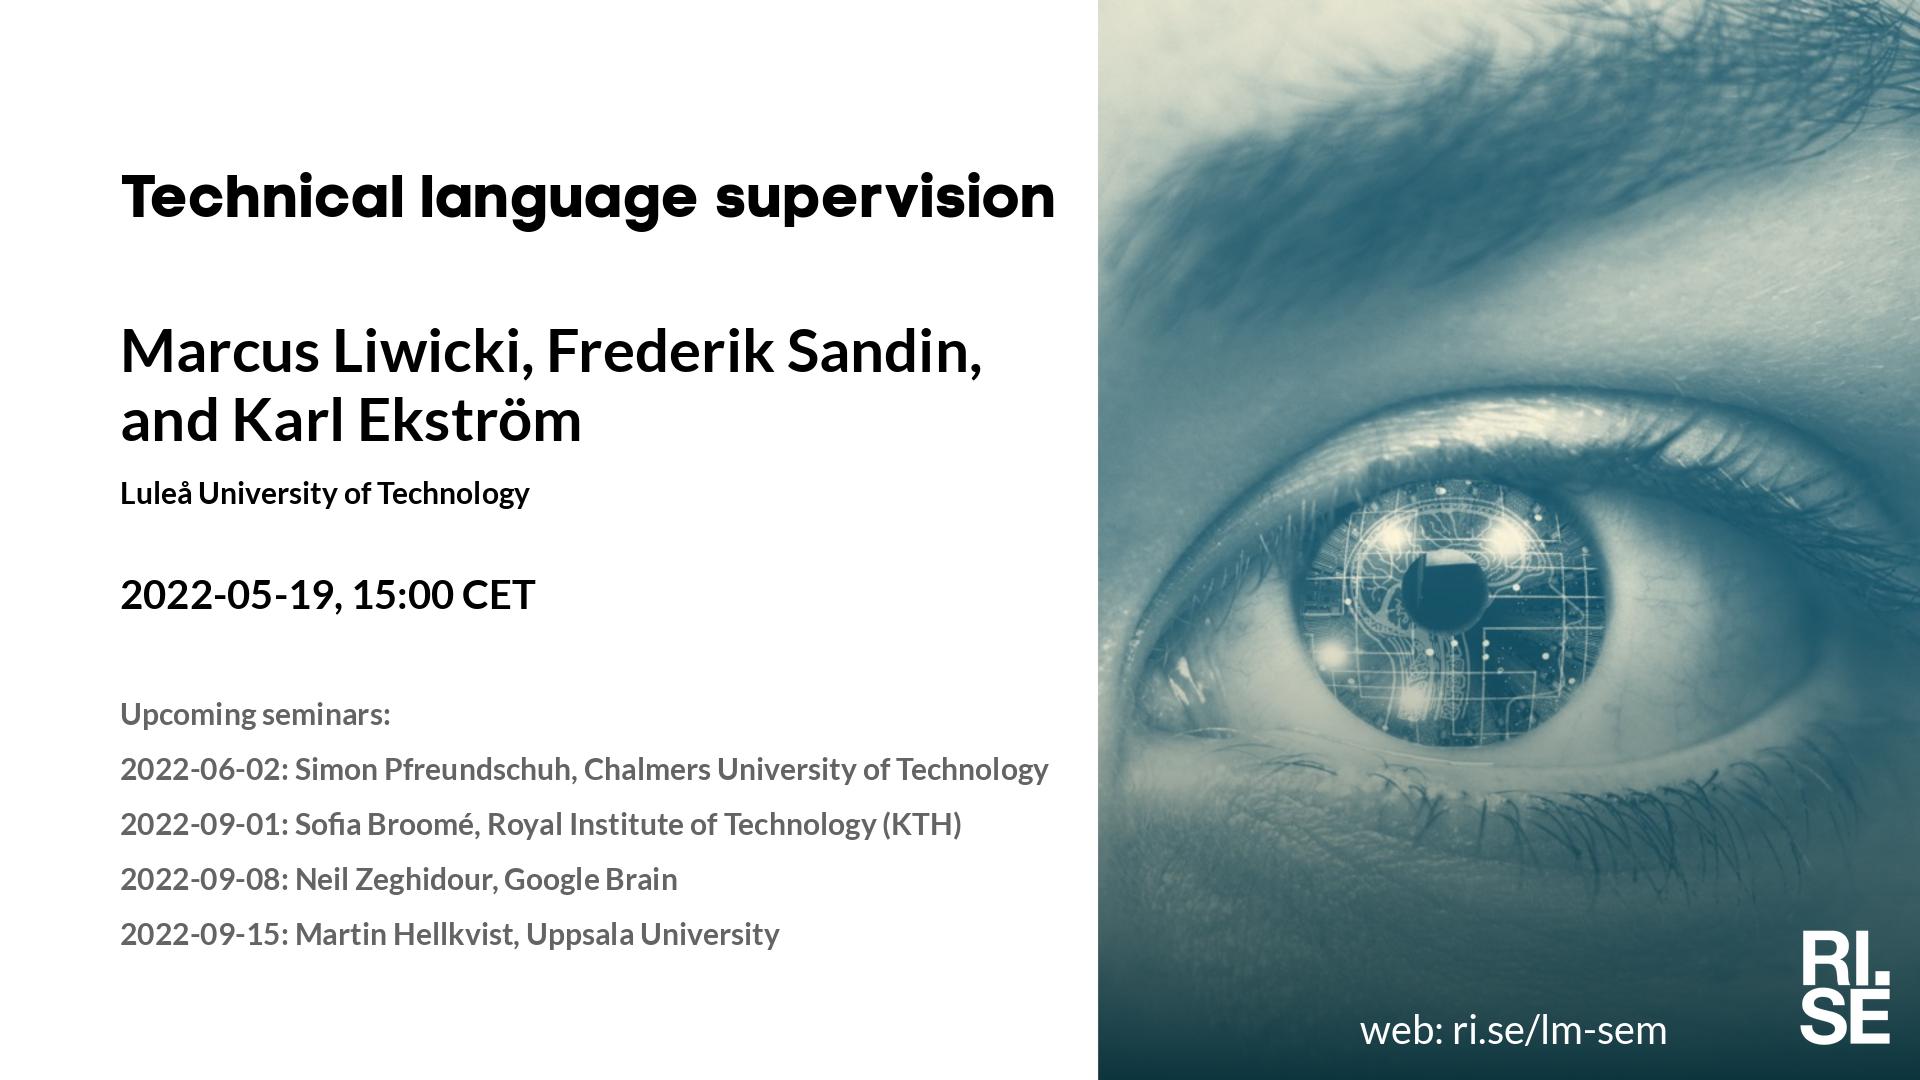 Technical language supervision
Marcus Liwicki, Frederik Sandin,
and Karl Ekström
Luleå University of Technology
2022-05-19, 15:00 CET
Upcoming seminars:
2022-06-02: Simon Pfreundschuh, Chalmers University of Technology
2022-09-01: Sofia Broomé, Royal Institute of Technology (KTH)
2022-09-08: Neil Zeghidour, Google Brain
2022-09-15: Martin Hellkvist, Uppsala University
web: ri.se/lm-sem
RI.
SE